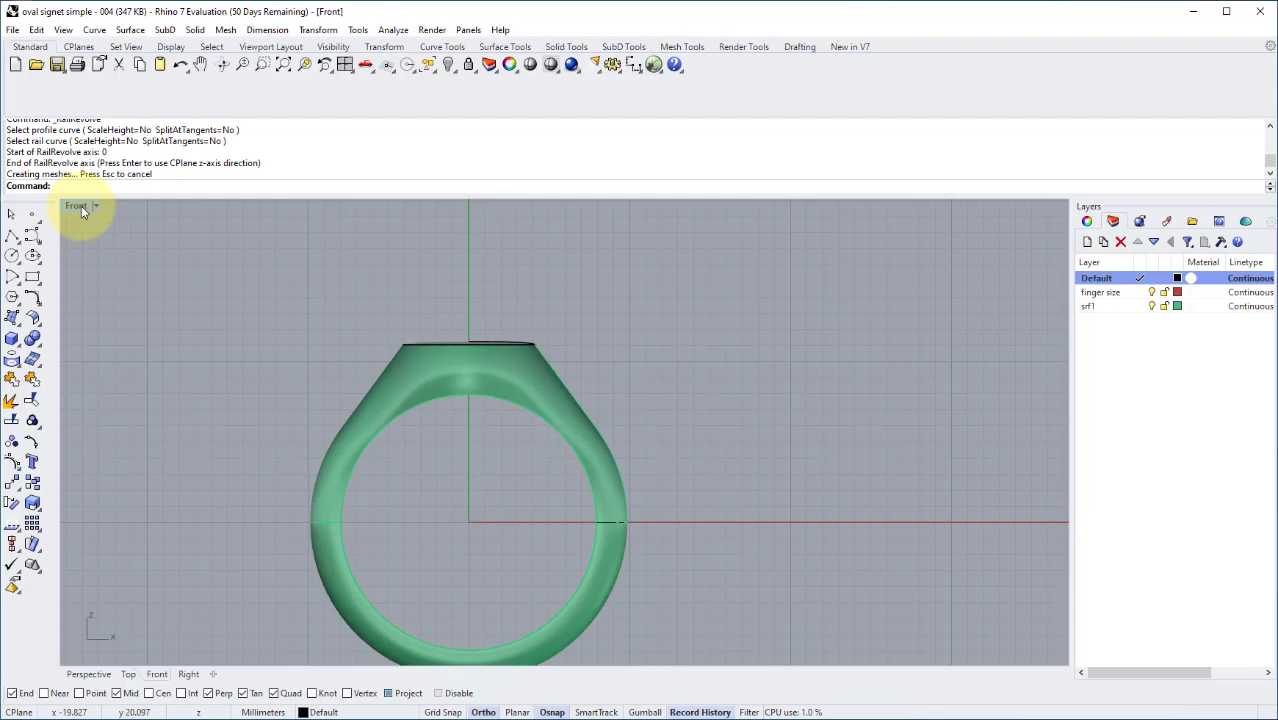 oval signet simple - 004 (347 KB) - Rhino 7 Evaluation (50 Days Remaining) - [Front]
File Edit View Curve Surface SubD Solid Mesh Dimension Transform Tools Analyze Render Panels Help
Standard CPlanes Set View Display Select Viewport Layout Visibility Transform Curve Tools Surface Tools Solid Tools SubD Tools Mesh Tools Render Tools Drafting New in V7
Command: _RailRevolve
Select profile curve ( ScaleHeight=No SplitAtTangents=No )
Select rail curve ( ScaleHeight=No SplitAtTangents=No )
Start of RailRevolve axis: 0
End of RailRevolve axis (Press Enter to use CPlane z-axis direction)
Creating meshes... Press Esc to cancel
Command:
Front
Layers
Layer Material Linetype
Default Continuous
finger size Continuous
srf1 Continuous
z
x
Perspective Top Front Right
End Near Point Mid Cen Int Perp Tan Quad Knot Vertex Project Disable
CPlane x -19.827 y 20.097 z Millimeters Default Grid Snap Ortho Planar Osnap SmartTrack Gumball Record History Filter CPU use: 1.0 %